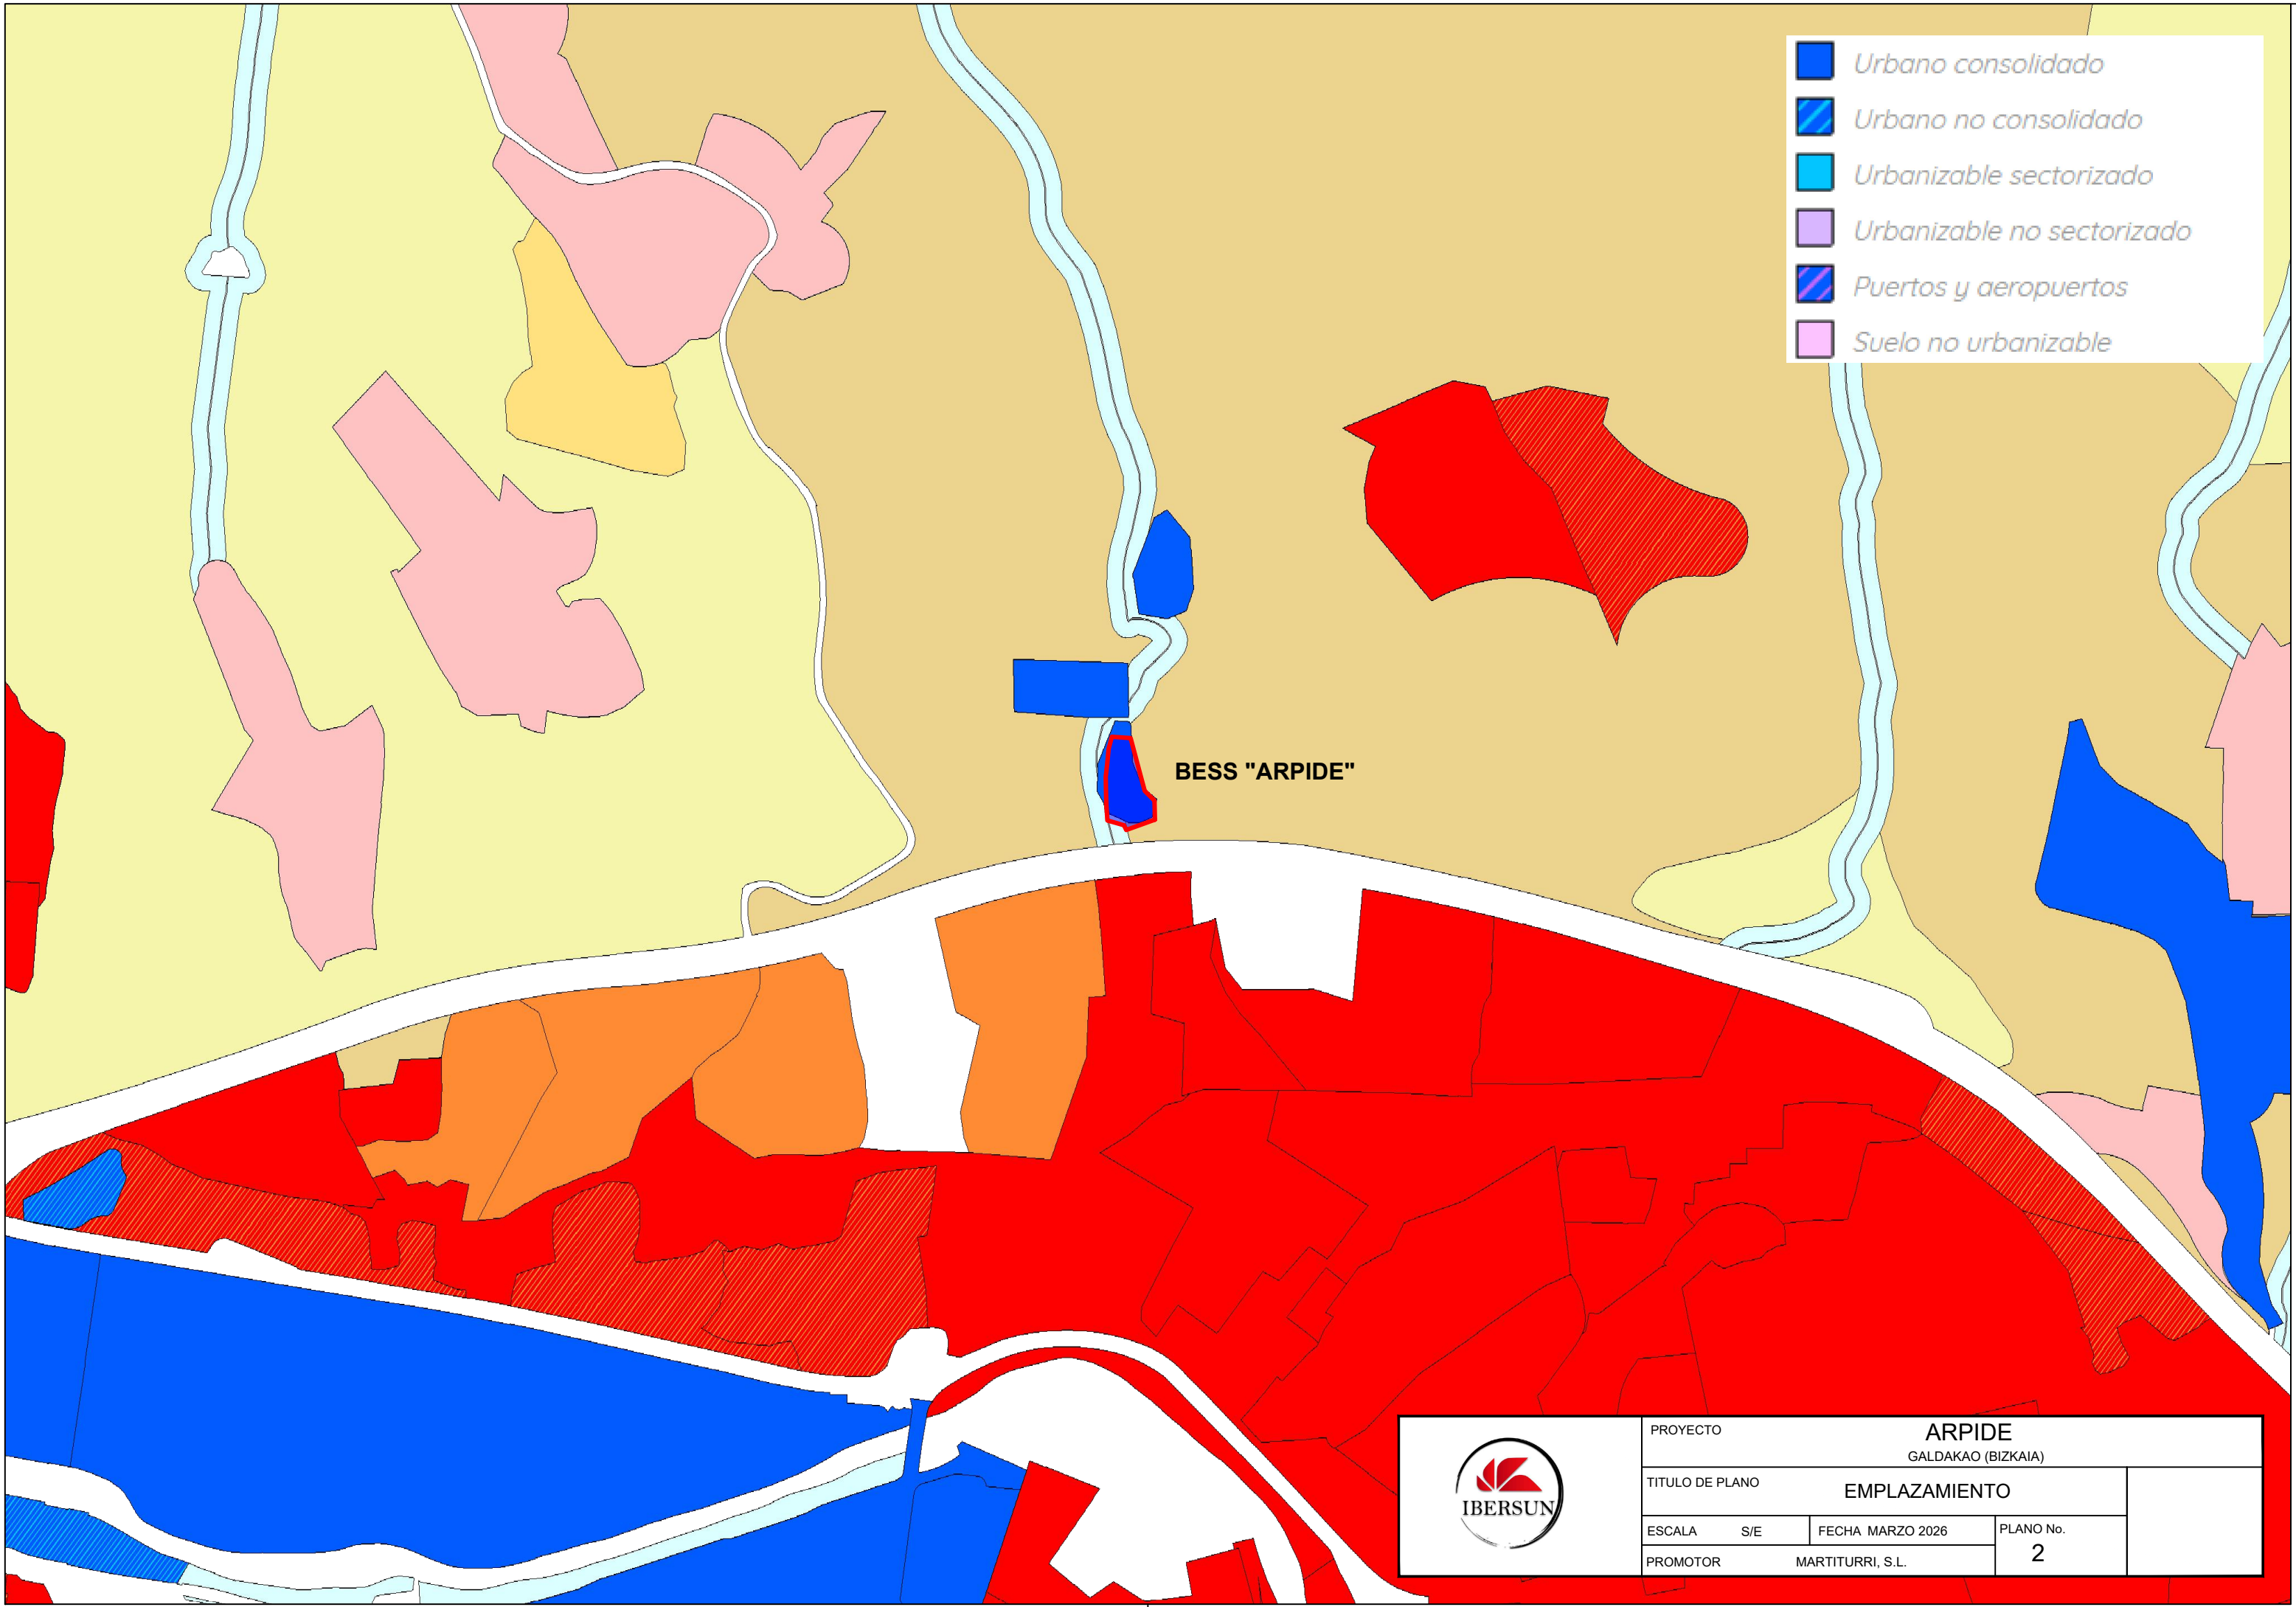 Urbano consolidado
Urbano no consolidado
Urbanizable sectorizado
Urbanizable no sectorizado
Puertos y aeropuertos
Suelo no urbanizable
BESS "ARPIDE"
IBERSUN
PROYECTO ARPIDE
GALDAKAO (BIZKAIA)
TITULO DE PLANO EMPLAZAMIENTO
ESCALA S/E FECHA MARZO 2026 PLANO No.
2
PROMOTOR MARTITURRI, S.L.